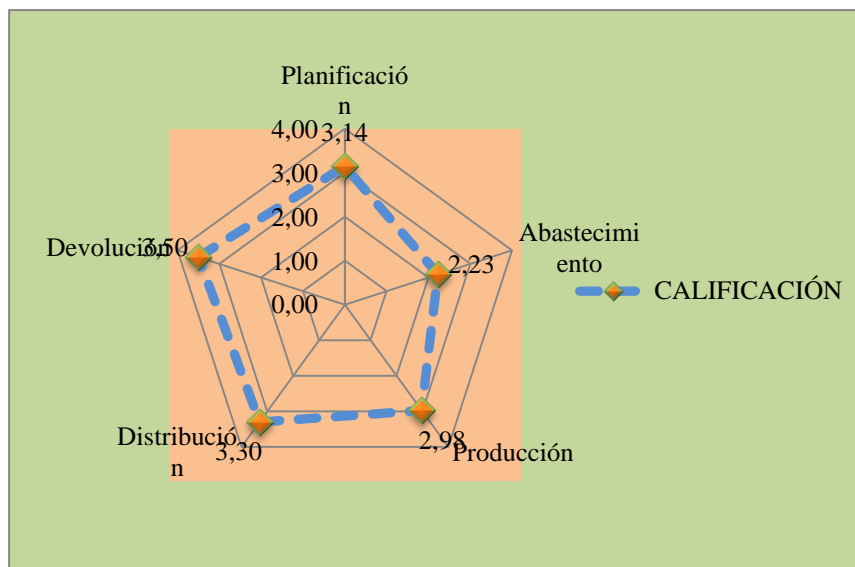 Planificació
n
4,00
3,14
3,00
2,00
1,00
0,00
Abastecimi
ento
2,23
CALIFICACIÓN
Devolución
3,50
Distribució
n
3,30
2,98
Producción